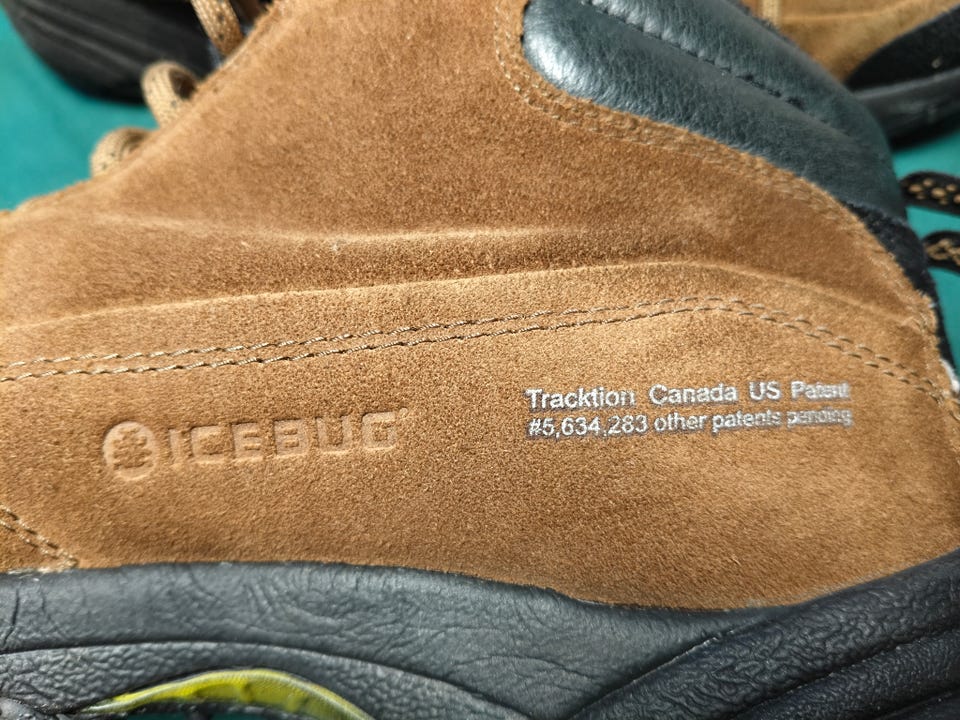 ICEBUG
Tracktion Canada US Patent
#5,634,283 other patents pending